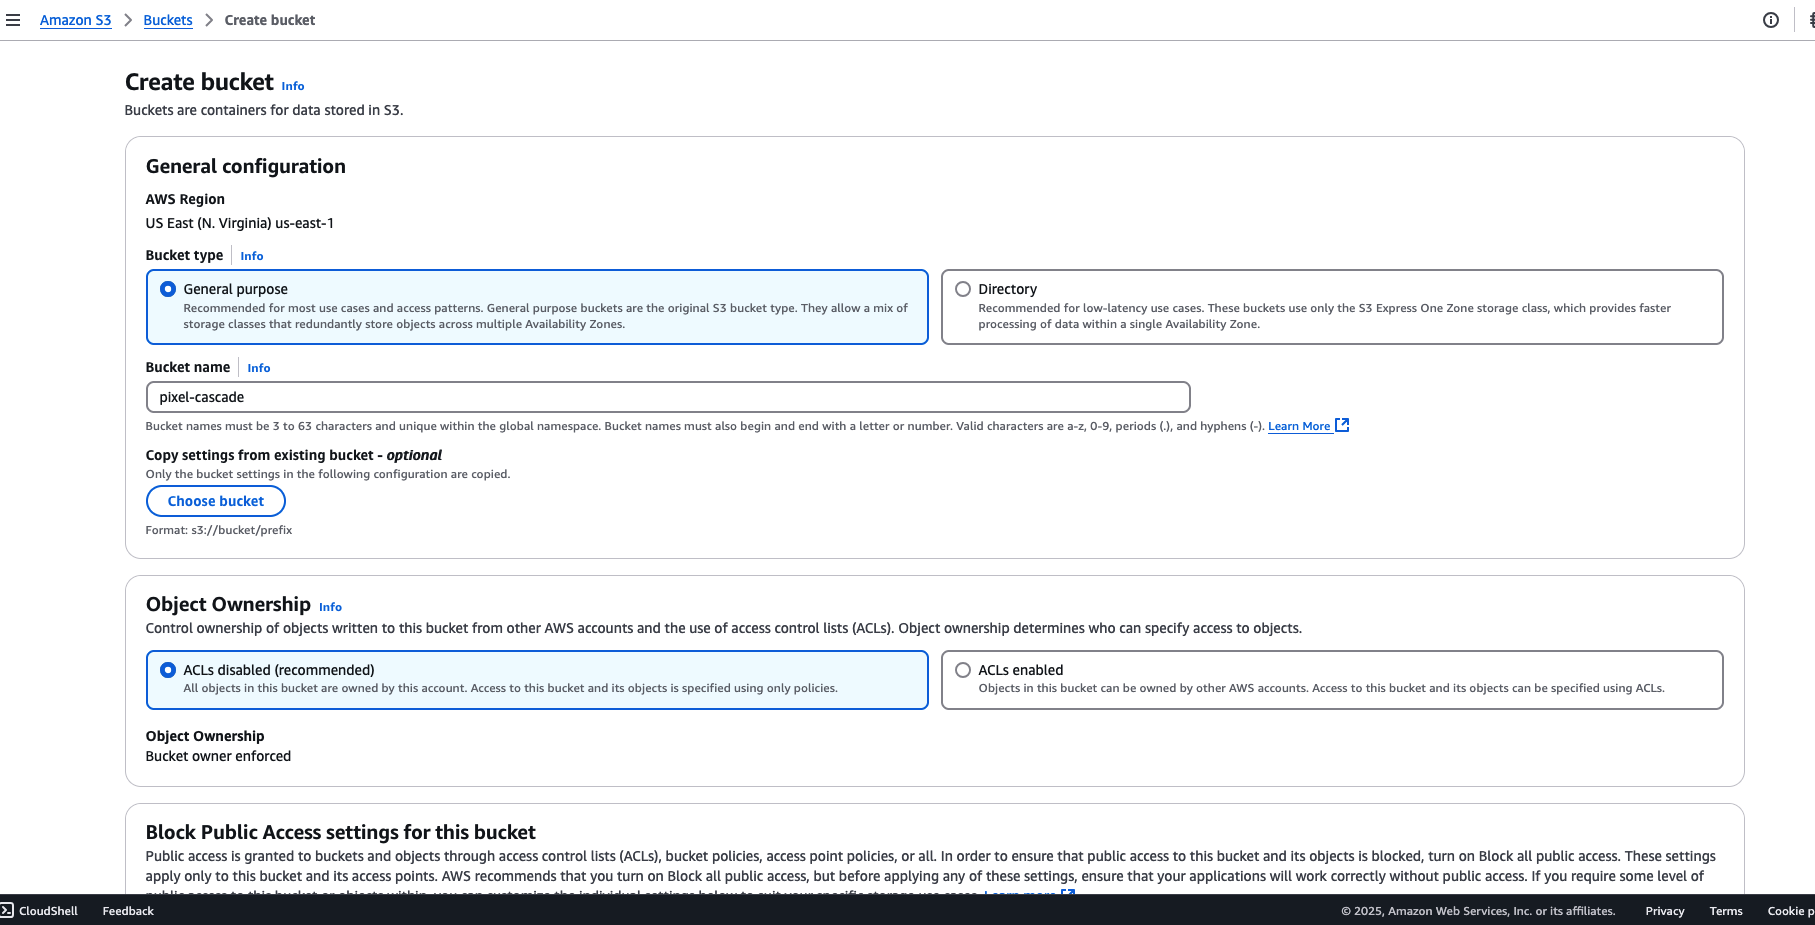 Amazon S3 > Buckets > Create bucket
Create bucket Info
Buckets are containers for data stored in S3.
General configuration
AWS Region
US East (N. Virginia) us-east-1
Bucket type Info
General purpose
Recommended for most use cases and access patterns. General purpose buckets are the original S3 bucket type. They allow a mix of
storage classes that redundantly store objects across multiple Availability Zones.
Directory
Recommended for low-latency use cases. These buckets use only the S3 Express One Zone storage class, which provides faster
processing of data within a single Availability Zone.
Bucket name Info
pixel-cascade
Bucket names must be 3 to 63 characters and unique within the global namespace. Bucket names must also begin and end with a letter or number. Valid characters are a-z, 0-9, periods (.), and hyphens (-). Learn More
Copy settings from existing bucket - optional
Only the bucket settings in the following configuration are copied.
Choose bucket
Format: s3://bucket/prefix
Object Ownership Info
Control ownership of objects written to this bucket from other AWS accounts and the use of access control lists (ACLs). Object ownership determines who can specify access to objects.
ACLs disabled (recommended)
All objects in this bucket are owned by this account. Access to this bucket and its objects is specified using only policies.
ACLs enabled
Objects in this bucket can be owned by other AWS accounts. Access to this bucket and its objects can be specified using ACLs.
Object Ownership
Bucket owner enforced
Block Public Access settings for this bucket
Public access is granted to buckets and objects through access control lists (ACLs), bucket policies, access point policies, or all. In order to ensure that public access to this bucket and its objects is blocked, turn on Block all public access. These settings
apply only to this bucket and its access points. AWS recommends that you turn on Block all public access, but before applying any of these settings, ensure that your applications will work correctly without public access. If you require some level of
CloudShell Feedback © 2025, Amazon Web Services, Inc. or its affiliates. Privacy Terms Cookie p